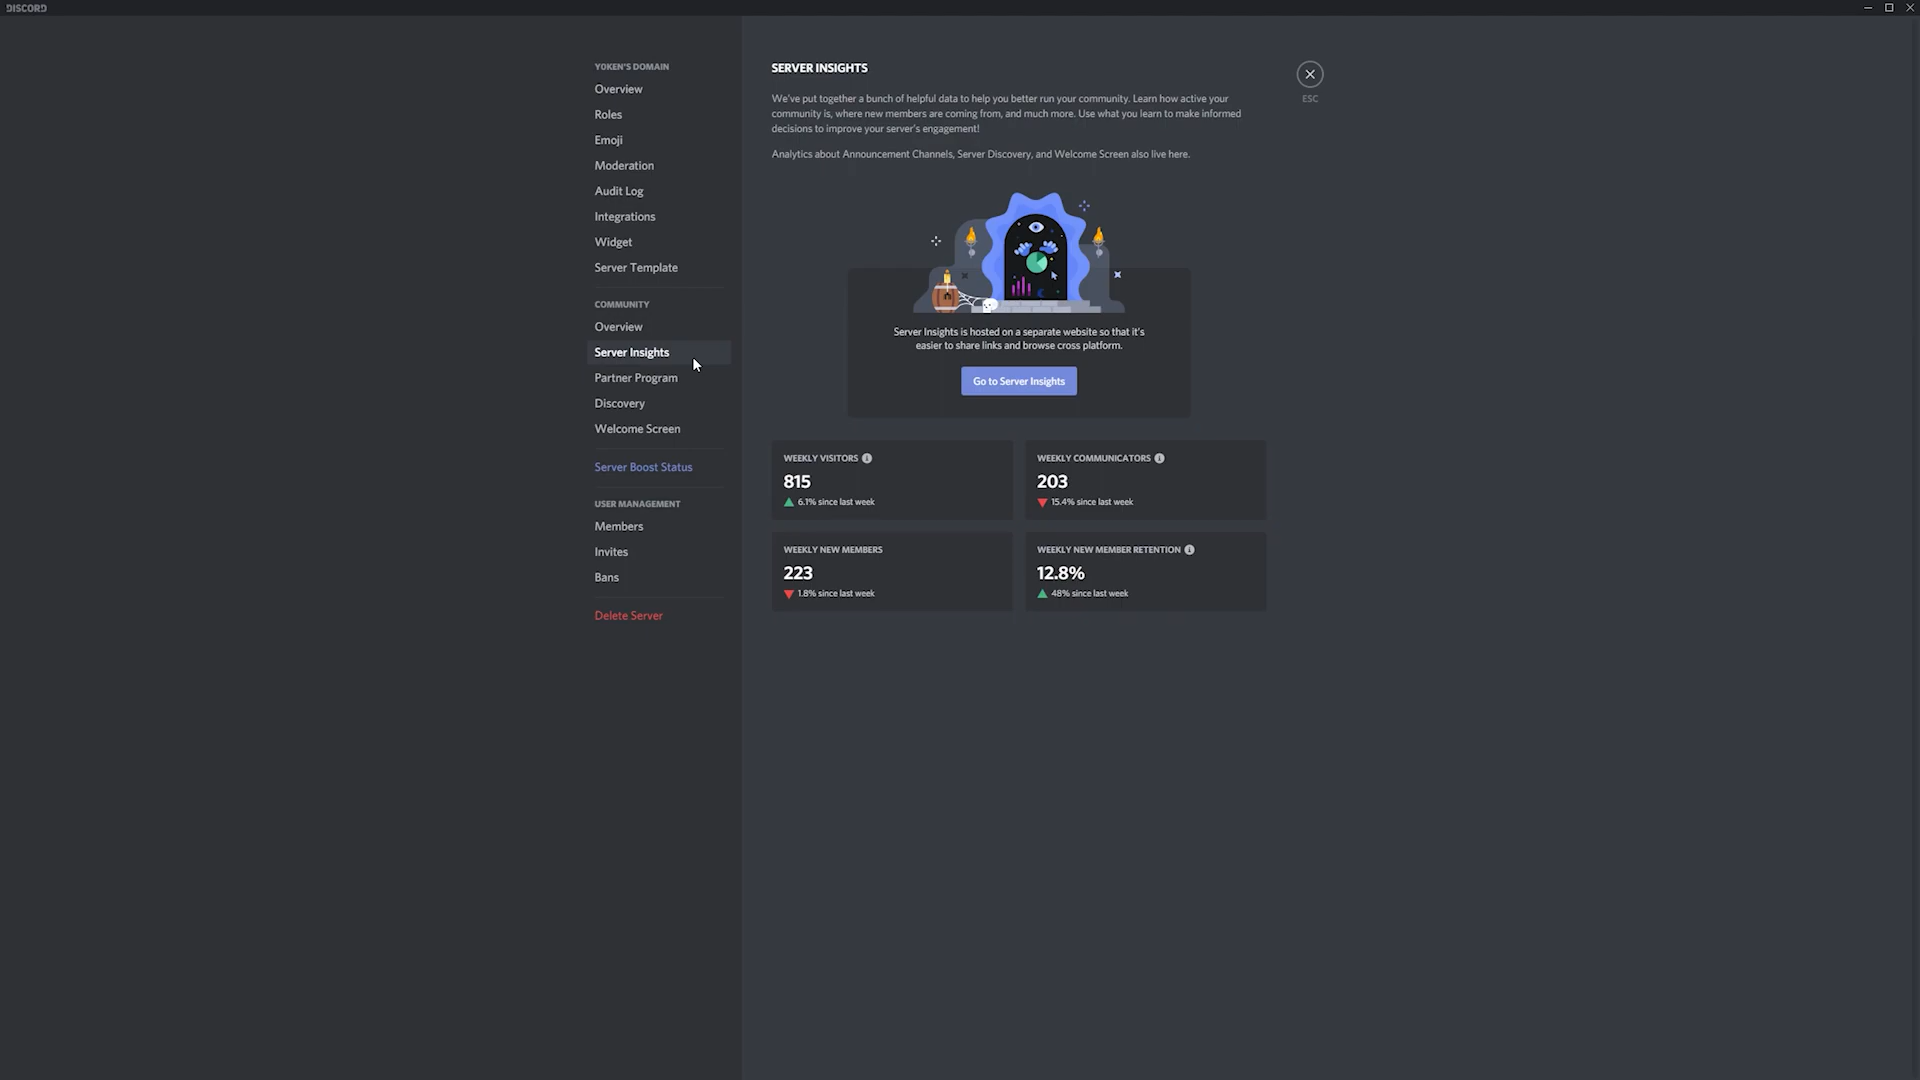 DISCORD
YOKEN'S DOMAIN
Overview
Roles
Emoji
Moderation
Audit Log
Integrations
Widget
Server Template
COMMUNITY
Overview
Server Insights
Partner Program
Discovery
Welcome Screen
Server Boost Status
USER MANAGEMENT
Members
Invites
Bans
Delete Server
SERVER INSIGHTS
ESC
We've put together a bunch of helpful data to help you better run your community. Learn how active your
community is, where new members are coming from, and much more. Use what you learn to make informed
decisions to improve your server's engagement!
Analytics about Announcement Channels, Server Discovery, and Welcome Screen also live here.
Server Insights is hosted on a separate website so that it's
easier to share links and browse cross platform.
Go to Server Insights
WEEKLY VISITORS
815
6.1% since last week
WEEKLY COMMUNICATORS
203
15.4% since last week
WEEKLY NEW MEMBERS
223
1.8% since last week
WEEKLY NEW MEMBER RETENTION
12.8%
48% since last week